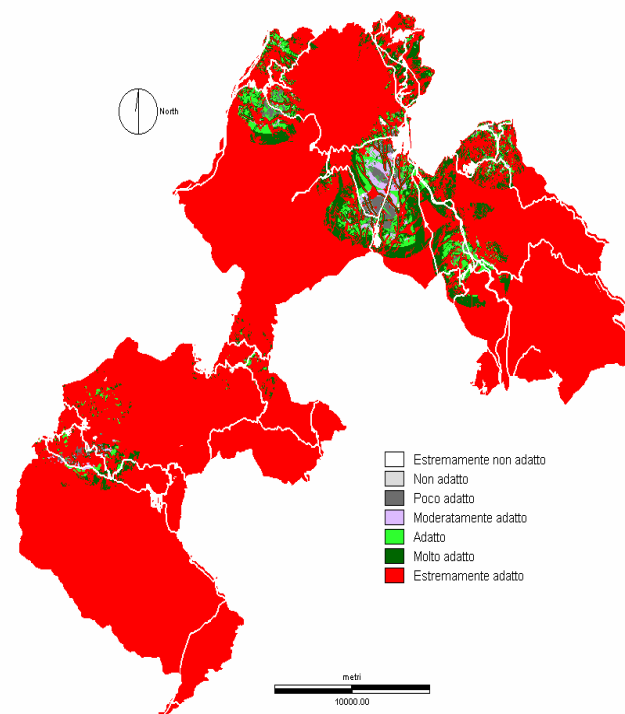 North
Estremamente non adatto
Non adatto
Poco adatto
Moderatamente adatto
Adatto
Molto adatto
Estremamente adatto
metri
10000.00